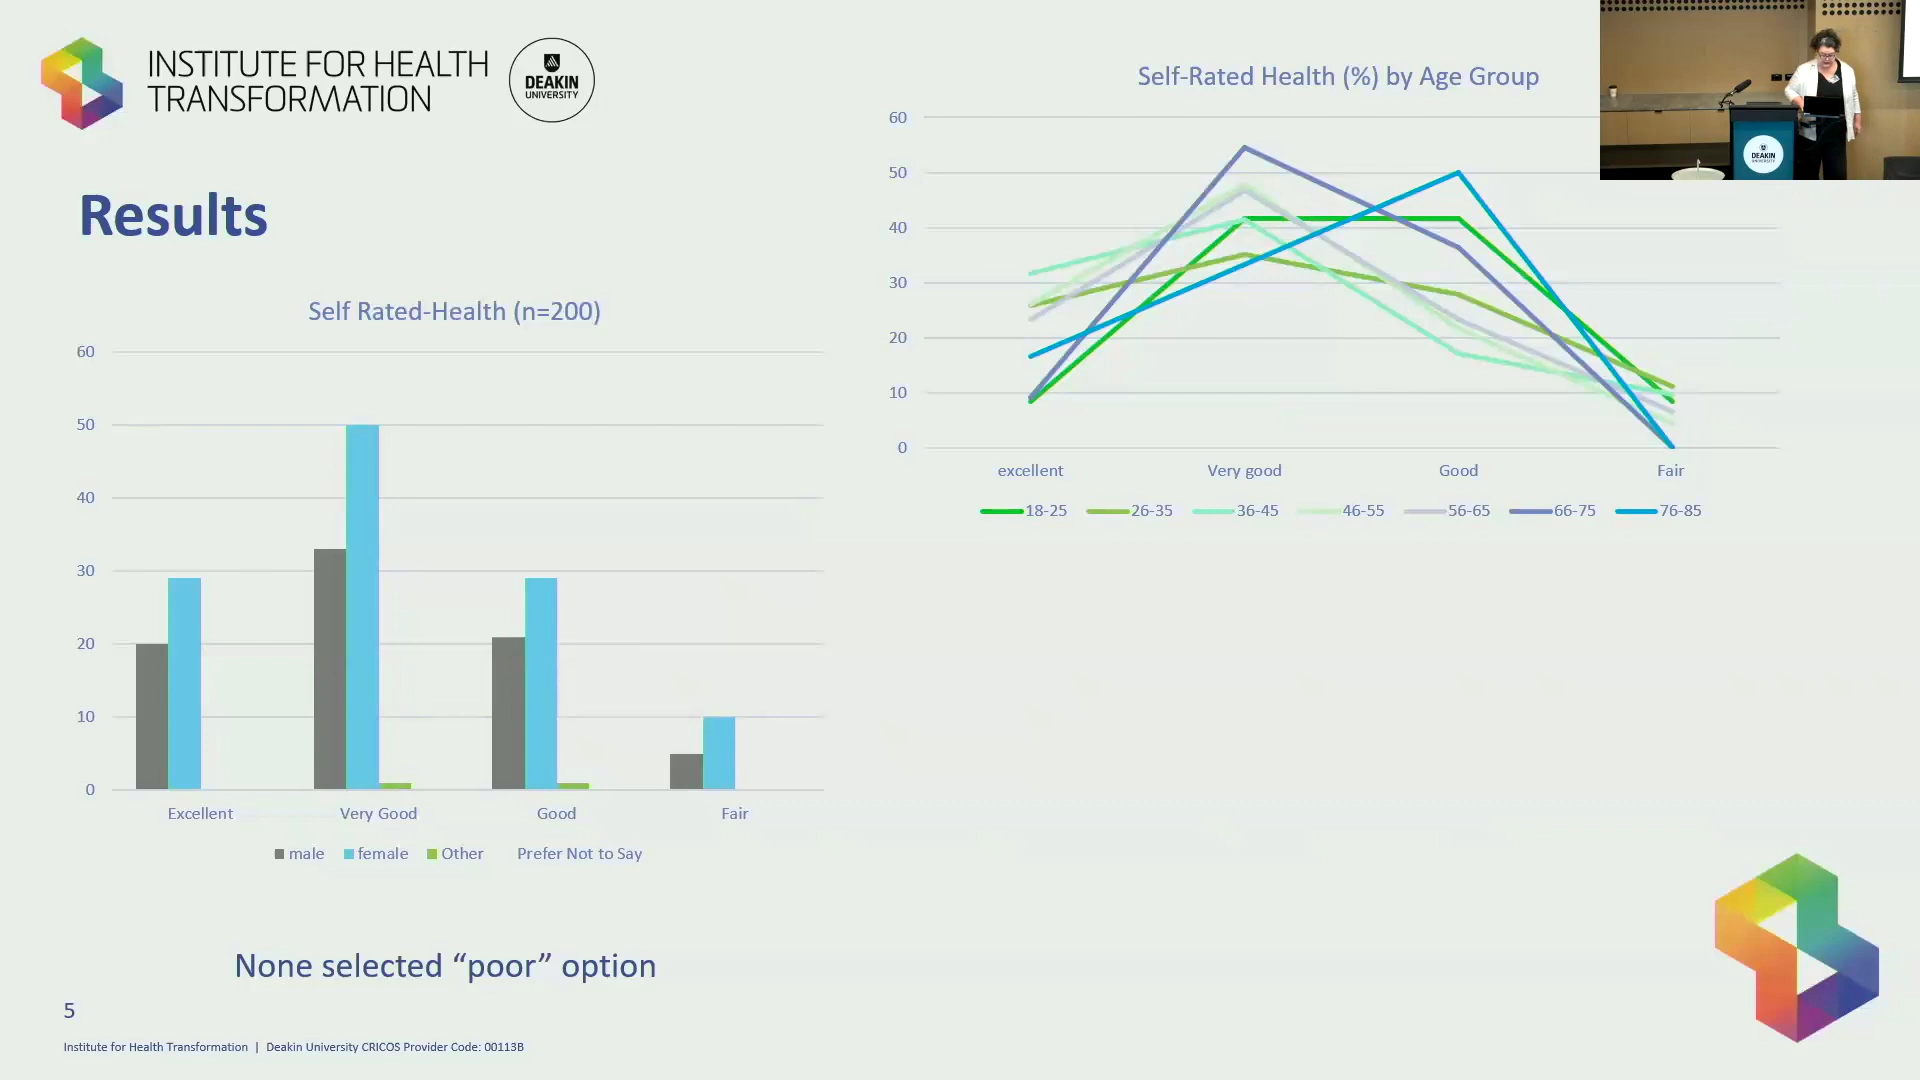 INSTITUTE FOR HEALTH
TRANSFORMATION
DEAKIN
UNIVERSITY
Results
Self Rated-Health (n=200)
60
50
40
30
20
10
0
Excellent Very Good Good Fair
male female Other Prefer Not to Say
None selected “poor” option
Self-Rated Health (%) by Age Group
60
50
40
30
20
10
0
excellent Very good Good Fair
18-25 26-35 36-45 46-55 56-65 66-75 76-85
DEAKIN
UNIVERSITY
5
Institute for Health Transformation | Deakin University CRICOS Provider Code: 00113B